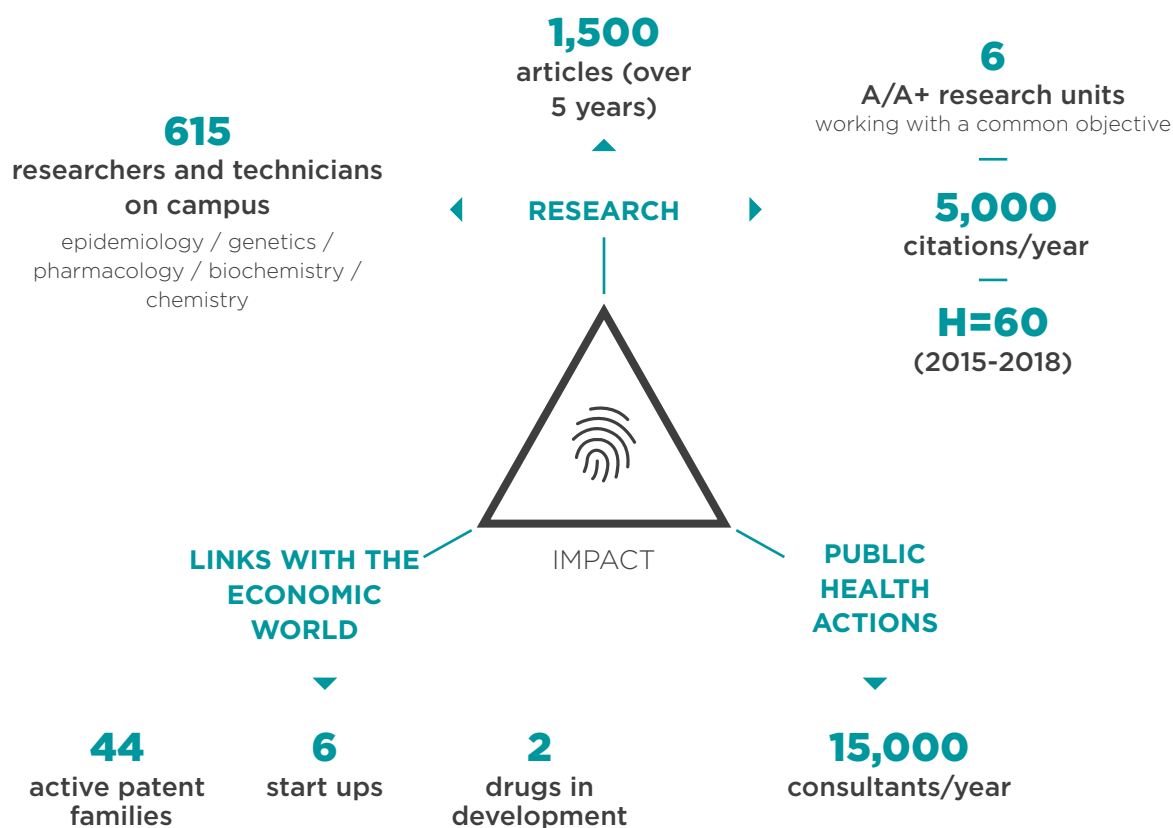 1,500
articles (over
5 years)
6
A/A+ research units
working with a common objective
615
researchers and technicians
on campus
epidemiology / genetics /
pharmacology / biochemistry /
chemistry
RESEARCH
5,000
citations/year
H=60
(2015-2018)
IMPACT
LINKS WITH THE
ECONOMIC
WORLD
PUBLIC
HEALTH
ACTIONS
44
active patent
families
6
start ups
2
drugs in
development
15,000
consultants/year